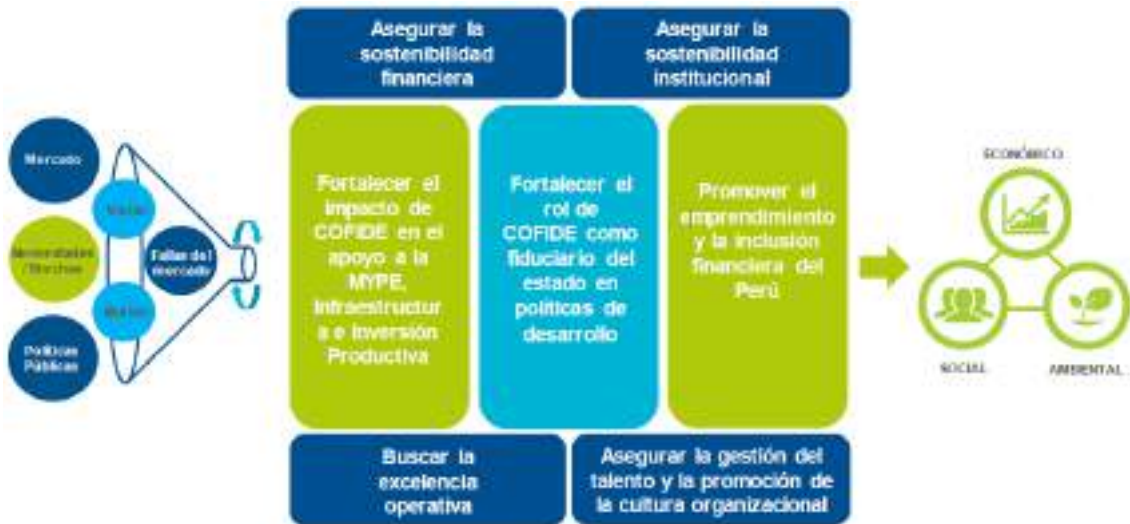 Asegurar la
sostenibilidad
financiera
Asegurar la
sostenibilidad
institucional
Mercado
Necesidades
/Brechas
Políticas
Públicas
Fallas del
mercado
Fortalecer el
impacto de
COFIDE en el
apoyo a la
MYPE,
Infraestructur
a e Inversión
Productiva
Fortalecer el
rol de
COFIDE como
fiduciario del
estado en
políticas de
desarrollo
Promover el
emprendimiento
y la inclusión
financiera del
Perú
ECONÓMICO
SOCIAL
AMBIENTAL
Buscar la
excelencia
operativa
Asegurar la gestión del
talento y la promoción de
la cultura organizacional